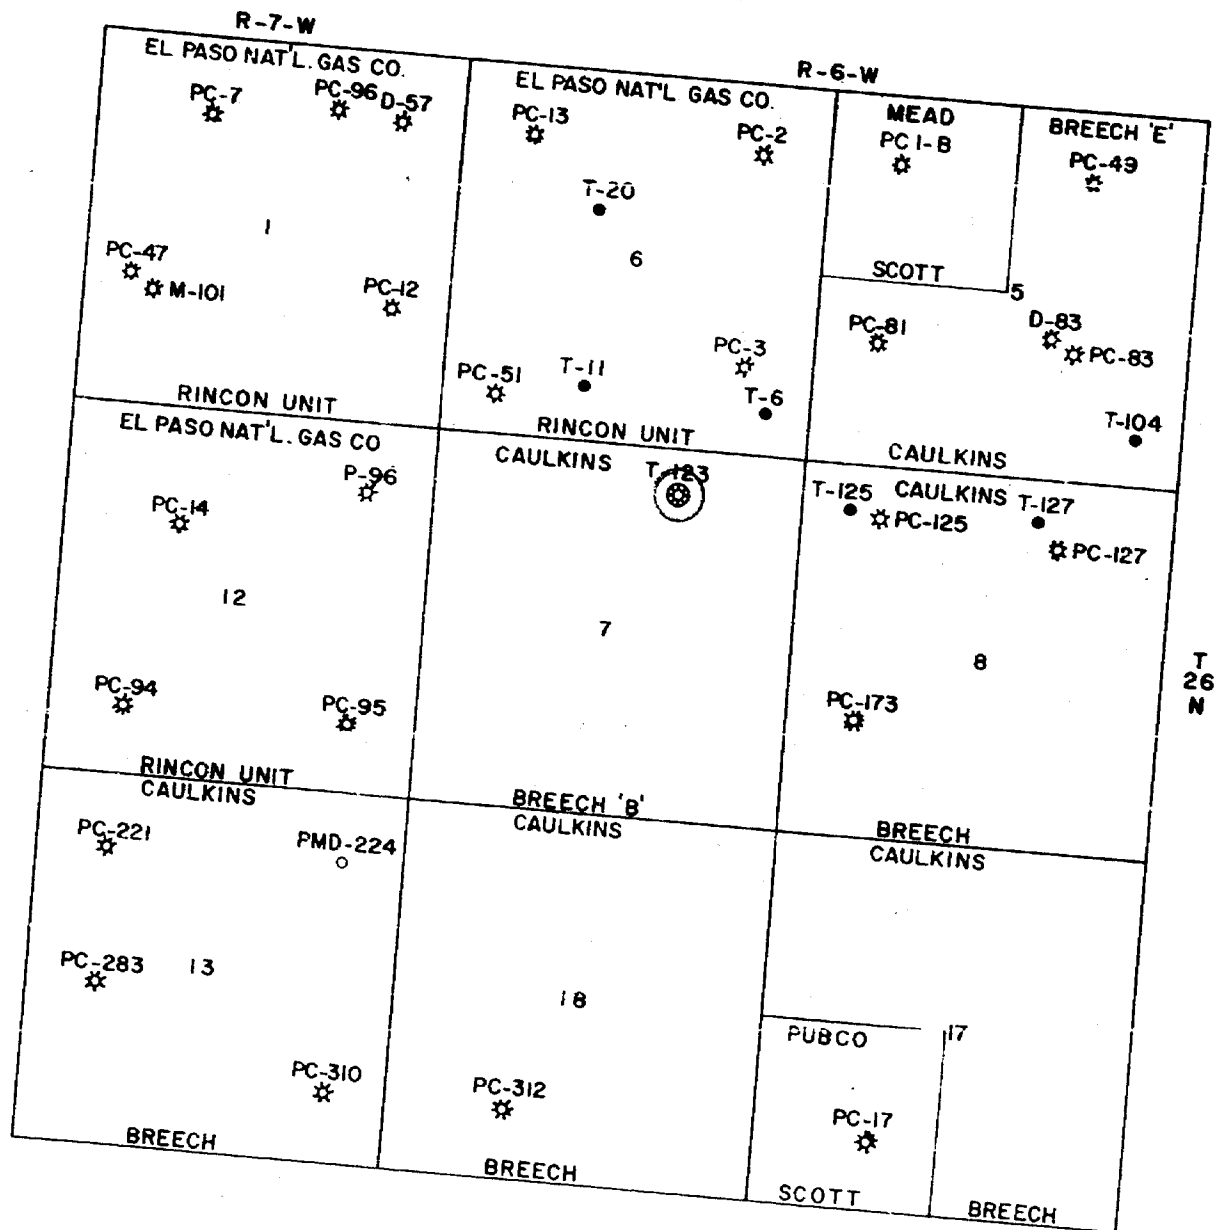 R-7-W
R-6-W
EL PASO NAT'L. GAS CO.
PC-7
PC-96
D-57
1
PC-47
M-101
PC-12
RINCON UNIT
EL PASO NAT'L GAS CO.
PC-13
PC-2
T-20
6
PC-3
T-11
PC-51
T-6
RINCON UNIT
MEAD
PC 1-B
SCOTT
BREECH 'E'
PC-49
5
PC-81
D-83
PC-83
T-104
CAULKINS
EL PASO NAT'L. GAS CO
P-96
PC-14
12
PC-94
PC-95
RINCON UNIT
CAULKINS
T-123
7
BREECH 'B'
CAULKINS
T-125
T-127
PC-125
PC-127
8
PC-173
BREECH
T
26
N
CAULKINS
PC-221
PMD-224
PC-283
13
PC-310
BREECH
CAULKINS
18
PC-312
BREECH
CAULKINS
PUBCO
17
PC-17
SCOTT
BREECH